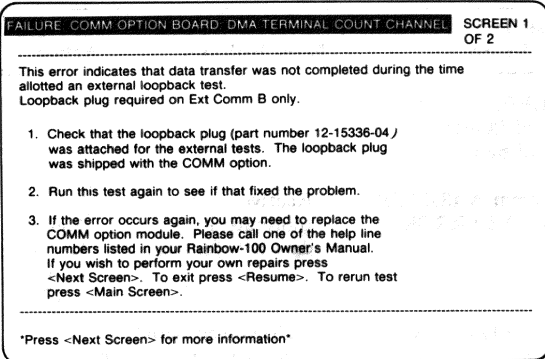 FAILURE: COMM OPTION BOARD: DMA TERMINAL COUNT CHANNEL SCREEN 1
OF 2
This error indicates that data transfer was not completed during the time
allotted an external loopback test.
Loopback plug required on Ext Comm B only.
1. Check that the loopback plug (part number 12-15336-04)
was attached for the external tests. The loopback plug
was shipped with the COMM option.
2. Run this test again to see if that fixed the problem.
3. If the error occurs again, you may need to replace the
COMM option module. Please call one of the help line
numbers listed in your Rainbow-100 Owner's Manual.
If you wish to perform your own repairs press
<Next Screen>. To exit press <Resume>. To rerun test
press <Main Screen>.
*Press <Next Screen> for more information*